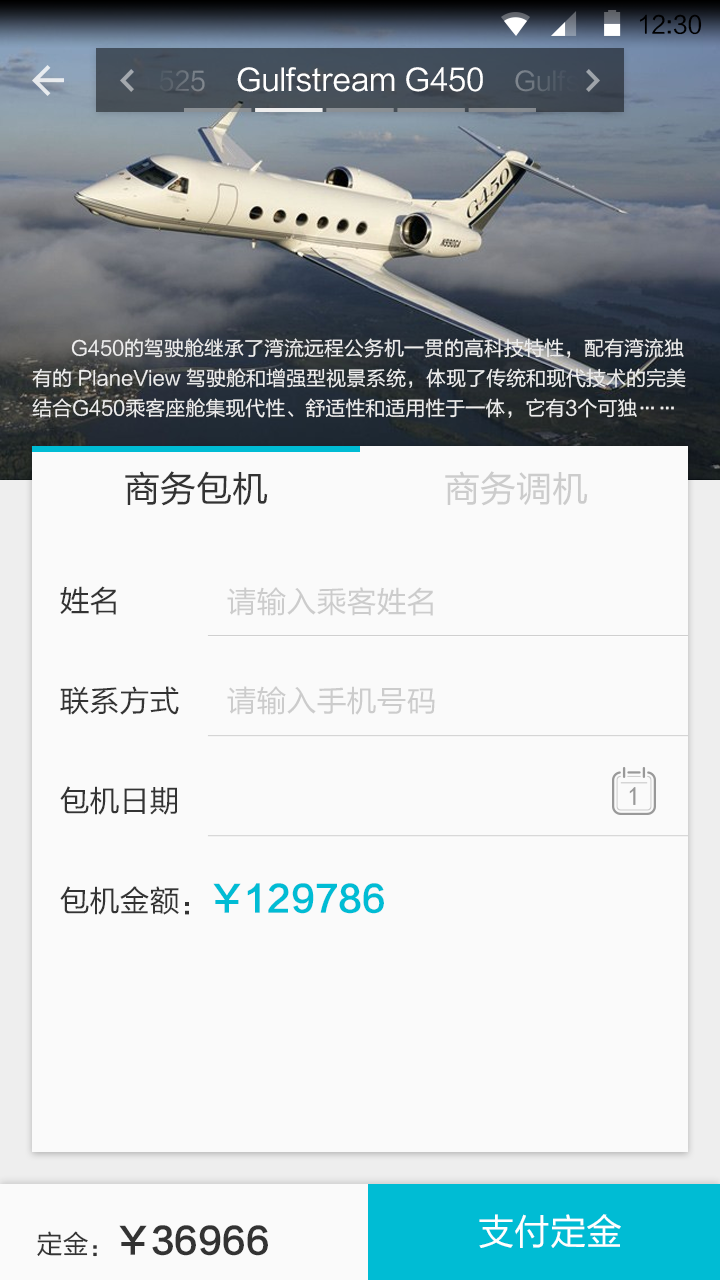 12:30
525 Gulfstream G450 Gulfs
G450
N990GA
G450的驾驶舱继承了湾流远程公务机一贯的高科技特性，配有湾流独
有的 PlaneView 驾驶舱和增强型视景系统，体现了传统和现代技术的完美
结合G450乘客座舱集现代性、舒适性和适用性于一体，它有3个可独……
商务包机 商务调机
姓名 请输入乘客姓名
联系方式 请输入手机号码
包机日期 1
包机金额：￥129786
定金：￥36966 支付定金